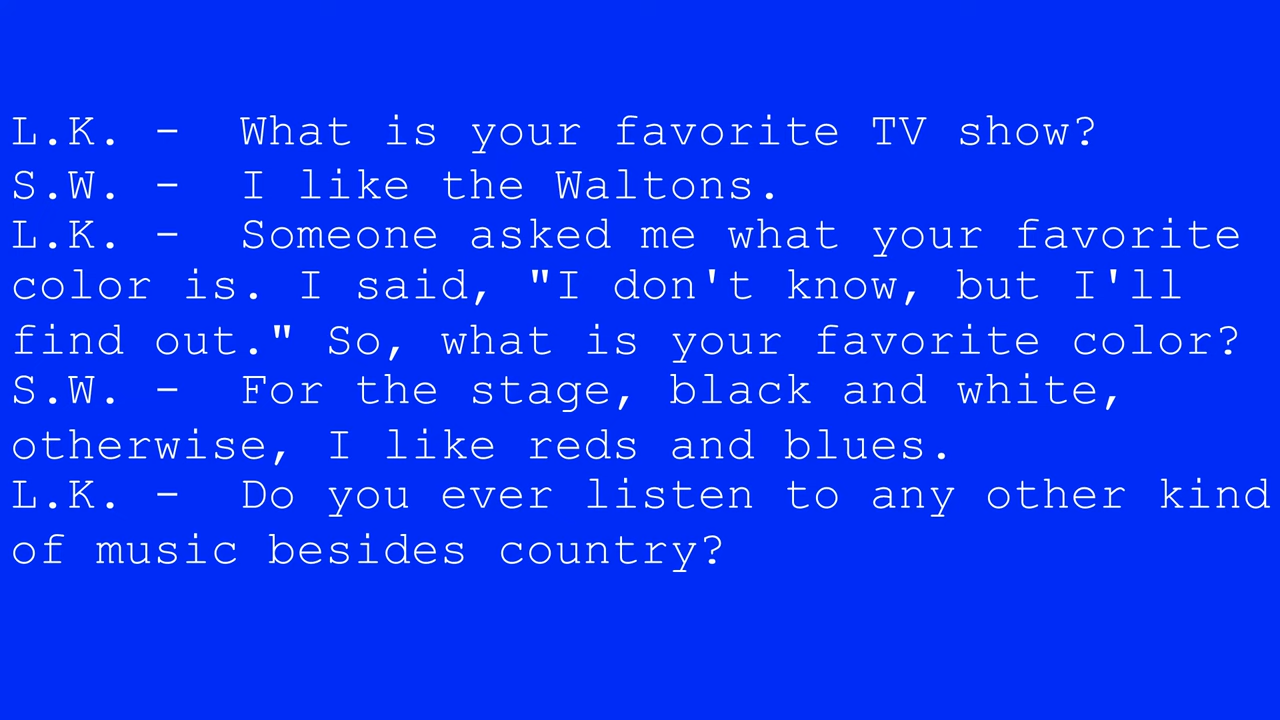 L.K. -  What is your favorite TV show?
S.W. -  I like the Waltons.
L.K. -  Someone asked me what your favorite
color is. I said, "I don't know, but I'll
find out." So, what is your favorite color?
S.W. -  For the stage, black and white,
otherwise, I like reds and blues.
L.K. -  Do you ever listen to any other kind
of music besides country?